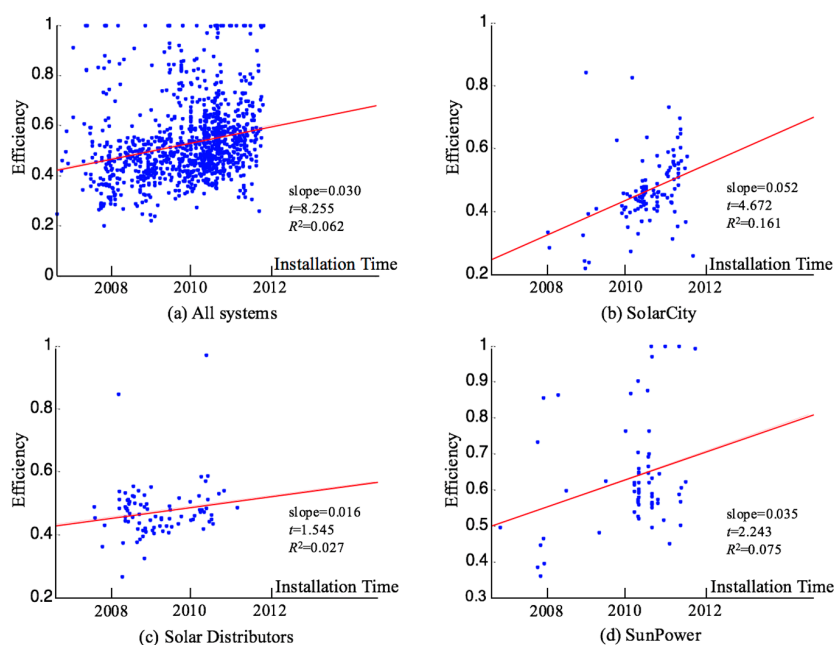 1
0.8
0.6
0.4
0.2
0
Efficiency
slope=0.030
t=8.255
R²=0.062
Installation Time
2008
2010
2012
(a) All systems
1
0.8
0.6
0.4
0.2
Efficiency
slope=0.052
t=4.672
R²=0.161
Installation Time
2008
2010
2012
(b) SolarCity
1
0.8
0.6
0.4
0.2
Efficiency
slope=0.016
t=1.545
R²=0.027
Installation Time
2008
2010
2012
(c) Solar Distributors
1
0.9
0.8
0.7
0.6
0.5
0.4
0.3
Efficiency
slope=0.035
t=2.243
R²=0.075
Installation Time
2008
2010
2012
(d) SunPower